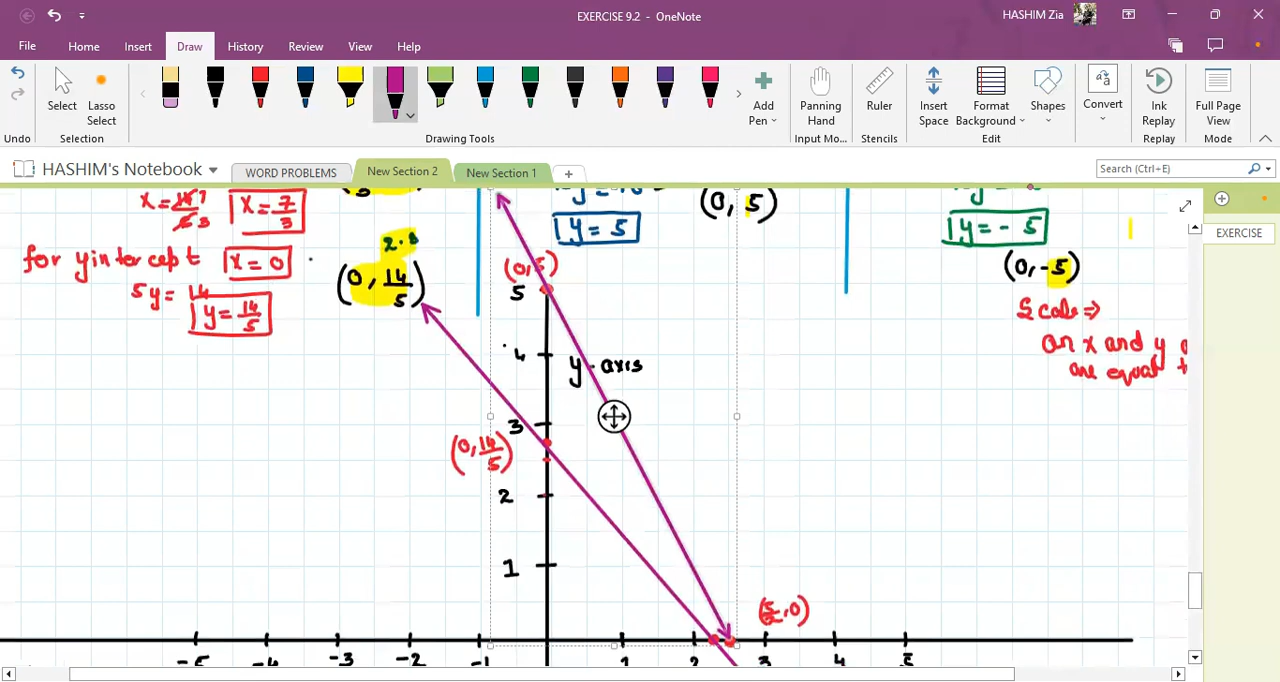 EXERCISE 9.2 - OneNote
HASHIM Zia
File Home Insert Draw History Review View Help
Undo
Select
Lasso
Select
Selection
Drawing Tools
Add
Pen
Panning
Hand
Input Mo...
Ruler
Stencils
Insert
Space
Format
Background
Shapes
Edit
Convert
Ink
Replay
Replay
Full Page
View
Mode
HASHIM's Notebook
WORD PROBLEMS
New Section 2
New Section 1
Search (Ctrl+E)
EXERCISE
x = 7/3
for y intercept x = 0
5y = 14
y = 14/5
2.8
(0, 14/5)
y = 5
(0, 5)
y = - 5
(0, -5)
Scale ⇒
on x and y
are equal
(0, 5)
5
4
y-axis
3
(0, 14/5)
2
1
(5/2, 0)
-5 -4 -3 -2 -1 1 2 3 4 5